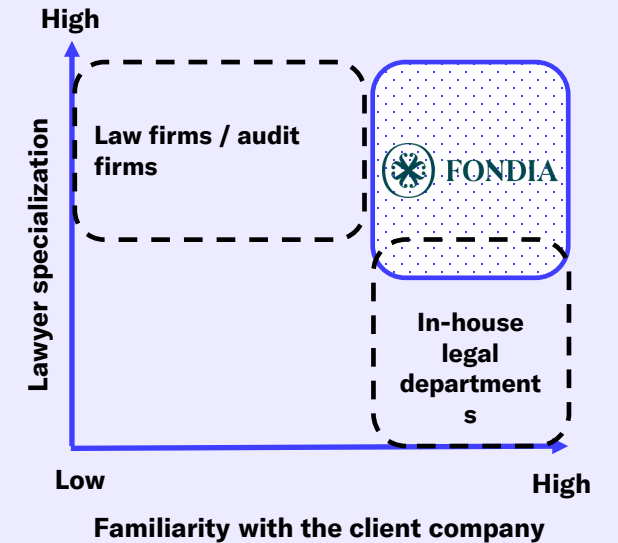 High
Lawyer specialization
Law firms / audit
firms
FONDIA
In-house
legal
department
s
Low
High
Familiarity with the client company